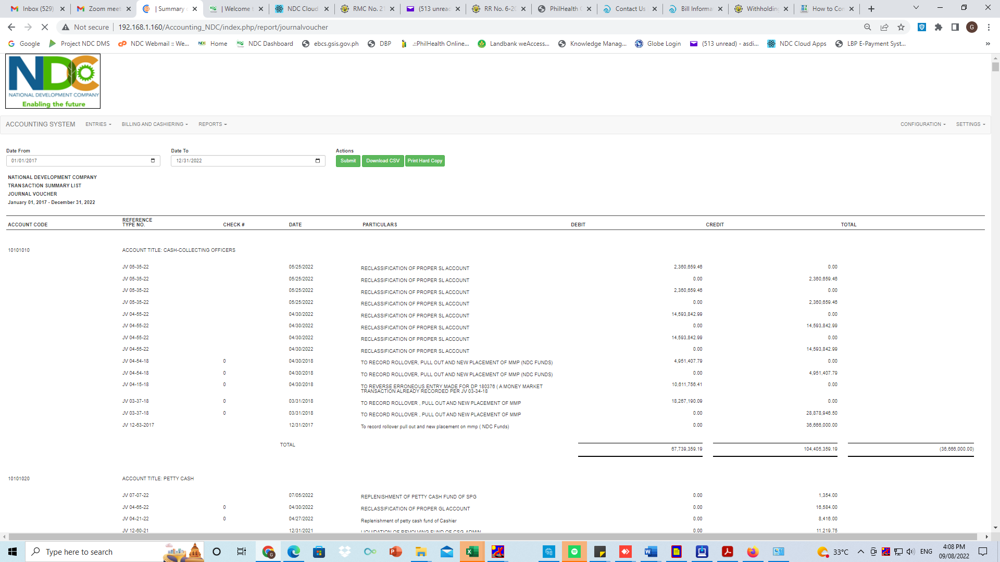 Inbox (529)
Zoom meet
| Summary
| Welcome t
NDC Cloud
RMC No. 21
(513 unread
RR No. 6-20
PhilHealth C
Contact Us
Bill Informa
Withholding
How to Con
Not secure
192.168.1.160/Accounting_NDC/index.php/report/journalvoucher
G
Google
Project NDC DMS
NDC Webmail :: We...
Home
NDC Dashboard
ebcs.gsis.gov.ph
DBP
.::PhilHealth Online...
Landbank weAccess...
Knowledge Manag...
Globe Login
(513 unread) - asdi...
NDC Cloud Apps
LBP E-Payment Syst...
»
NDC
NATIONAL DEVELOPMENT COMPANY
Enabling the future
ACCOUNTING SYSTEM ENTRIES BILLING AND CASHIERING REPORTS CONFIGURATION SETTINGS
Date From Date To Actions
01/01/2017 12/31/2022 Submit Download CSV Print Hard Copy
NATIONAL DEVELOPMENT COMPANY
TRANSACTION SUMMARY LIST
JOURNAL VOUCHER
January 01, 2017 - December 31, 2022
ACCOUNT CODE REFERENCE TYPE NO. CHECK # DATE PARTICULARS DEBIT CREDIT TOTAL
10101010 ACCOUNT TITLE: CASH-COLLECTING OFFICERS
JV 05-35-22 05/25/2022 RECLASSIFICATION OF PROPER SL ACCOUNT 2,360,659.46 0.00
JV 05-35-22 05/25/2022 RECLASSIFICATION OF PROPER SL ACCOUNT 0.00 2,360,659.46
JV 05-35-22 05/25/2022 RECLASSIFICATION OF PROPER SL ACCOUNT 2,360,659.46 0.00
JV 05-35-22 05/25/2022 RECLASSIFICATION OF PROPER SL ACCOUNT 0.00 2,360,659.46
JV 04-55-22 04/30/2022 RECLASSIFICATION OF PROPER SL ACCOUNT 14,593,842.99 0.00
JV 04-55-22 04/30/2022 RECLASSIFICATION OF PROPER SL ACCOUNT 0.00 14,593,842.99
JV 04-55-22 04/30/2022 RECLASSIFICATION OF PROPER SL ACCOUNT 14,593,842.99 0.00
JV 04-55-22 04/30/2022 RECLASSIFICATION OF PROPER SL ACCOUNT 0.00 14,593,842.99
JV 04-54-18 0 04/30/2018 TO RECORD ROLLOVER, PULL OUT AND NEW PLACEMENT OF MMP (NDC FUNDS) 4,951,407.79 0.00
JV 04-54-18 0 04/30/2018 TO RECORD ROLLOVER, PULL OUT AND NEW PLACEMENT OF MMP (NDC FUNDS) 0.00 4,951,407.79
JV 04-15-18 0 04/30/2018 TO REVERSE ERRONEOUS ENTRY MADE FOR DP 180376 ( A MONEY MARKET 10,611,756.41 0.00
TRANSACTION ALREADY RECORDED PER JV 03-34-18
JV 03-37-18 0 03/31/2018 TO RECORD ROLLOVER , PULL OUT AND NEW PLACEMENT OF MMP 18,267,190.09 0.00
JV 03-37-18 0 03/31/2018 TO RECORD ROLLOVER , PULL OUT AND NEW PLACEMENT OF MMP 0.00 28,878,946.50
JV 12-63-2017 12/31/2017 To record rollover pull out and new placement on mmp ( NDC Funds) 0.00 36,666,000.00
TOTAL 67,739,359.19 104,405,359.19 (36,666,000.00)
10101020 ACCOUNT TITLE: PETTY CASH
JV 07-07-22 07/05/2022 REPLENISHMENT OF PETTY CASH FUND OF SPG 0.00 1,354.00
JV 04-65-22 0 04/30/2022 RECLASSIFICATION OF PROPER GL ACCOUNT 0.00 16,584.00
JV 04-21-22 0 04/27/2022 Replenishment of petty cash fund of Cashier 0.00 8,416.00
JV 12-60-21 12/31/2021 LIQUIDATION OF REVOLVING FUND OF CSG-ADMIN 0.00 11,219.75
Type here to search
33°C
ENG
4:08 PM
09/08/2022